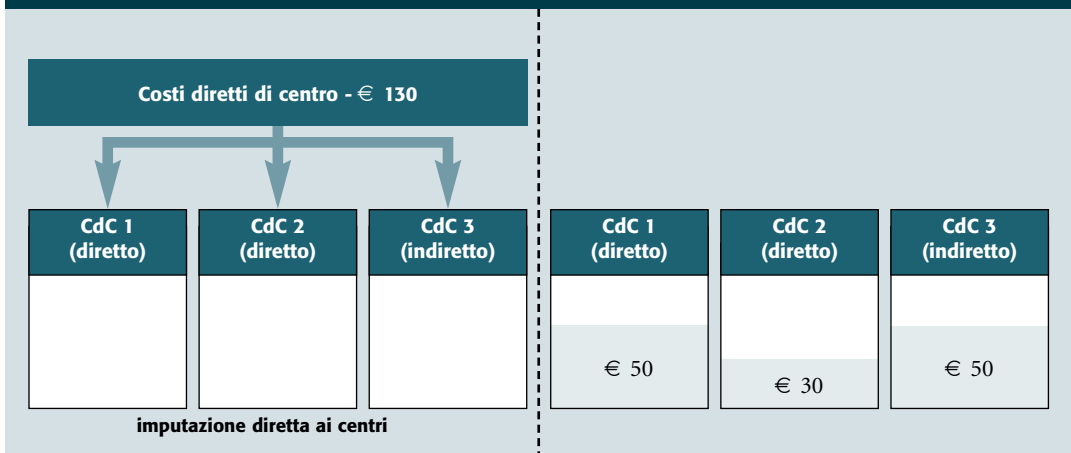 Costi diretti di centro - € 130
CdC 1
(diretto)
CdC 2
(diretto)
CdC 3
(indiretto)
imputazione diretta ai centri
CdC 1
(diretto)
CdC 2
(diretto)
CdC 3
(indiretto)
€ 50
€ 30
€ 50